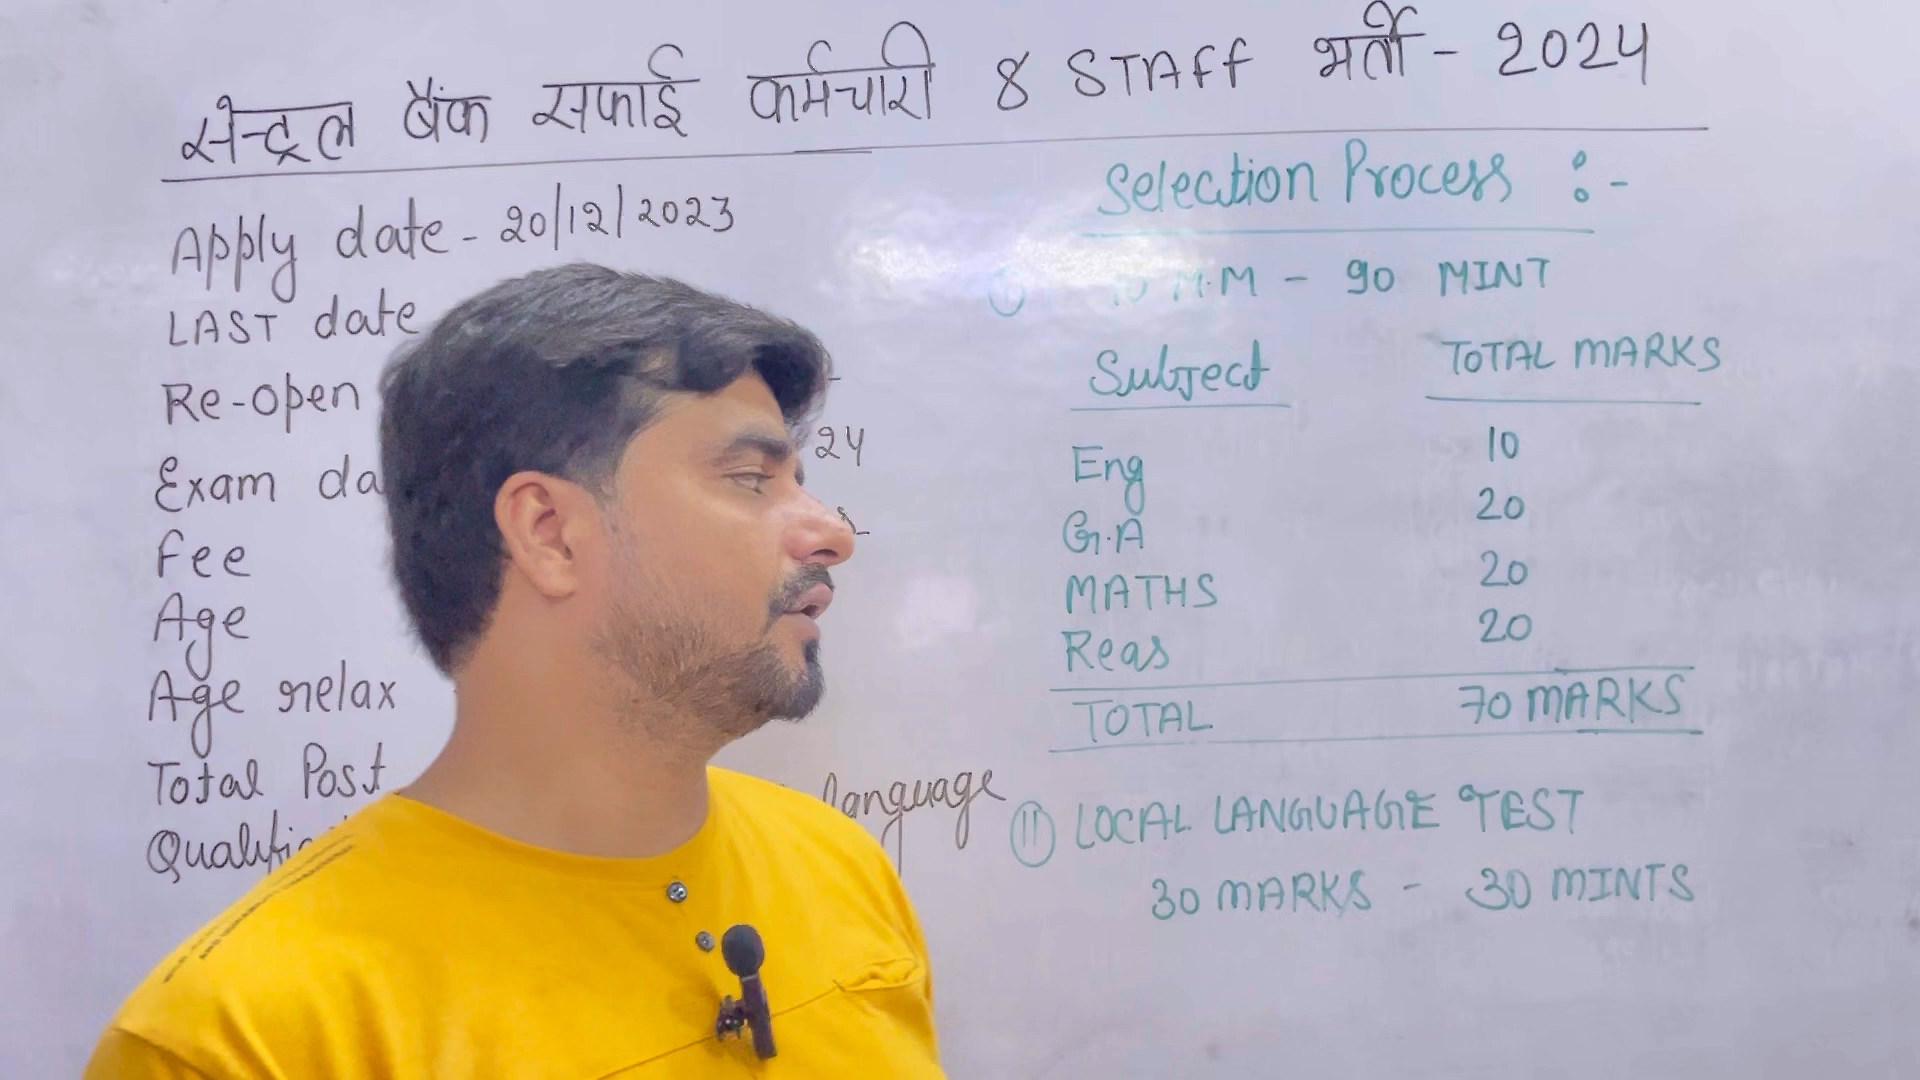 सेन्ट्रल बैंक सफाई कर्मचारी & STAFF भर्ती - 2024
Apply date - 20/12/2023
LAST date
Re-open
Exam da
24
Fee
Age
Age relax
Total Post
language
Selection Process :-
M.M - 90 MINT
Subject TOTAL MARKS
Eng 10
G.A 20
MATHS 20
Reas 20
TOTAL 70 MARKS
(II) LOCAL LANGUAGE TEST
30 MARKS - 30 MINTS